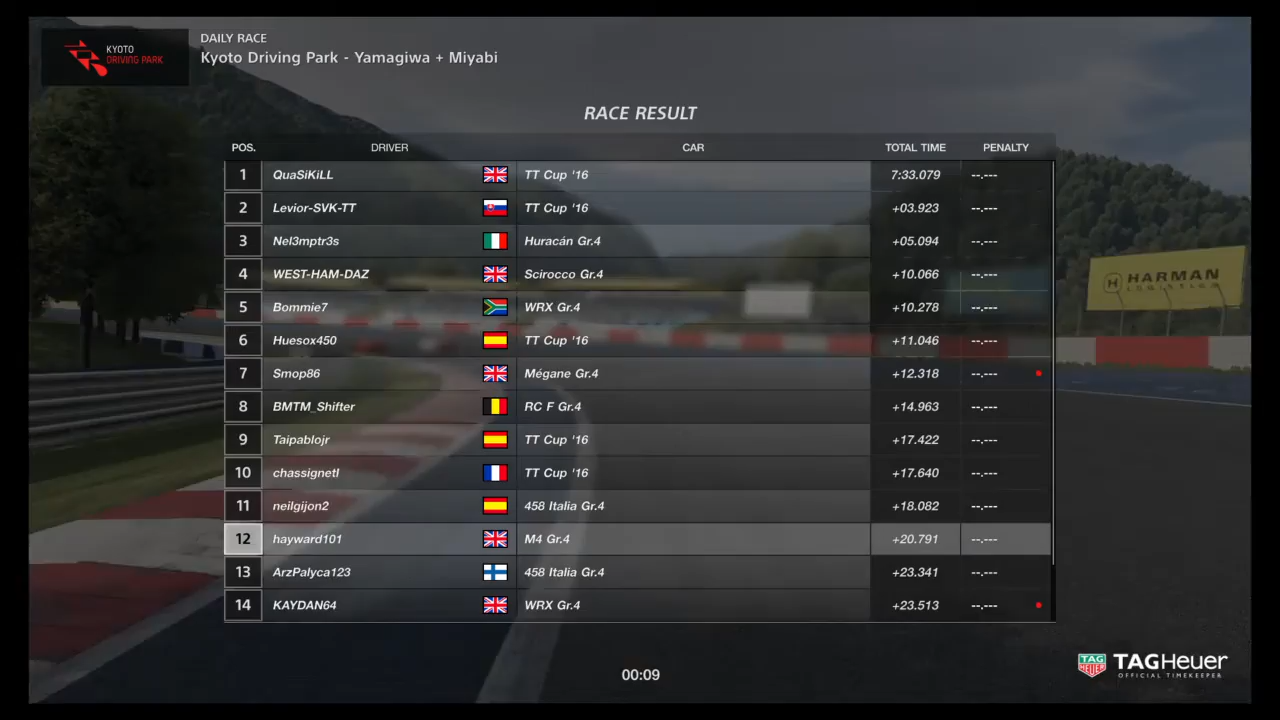 KYOTO
DRIVING PARK
DAILY RACE
Kyoto Driving Park - Yamagiwa + Miyabi
RACE RESULT
POS. DRIVER CAR TOTAL TIME PENALTY
1 QuaSiKiLL TT Cup '16 7:33.079 --.---
2 Levior-SVK-TT TT Cup '16 +03.923 --.---
3 Nel3mptr3s Huracán Gr.4 +05.094 --.---
4 WEST-HAM-DAZ Scirocco Gr.4 +10.066 --.---
5 Bommie7 WRX Gr.4 +10.278 --.---
6 Huesox450 TT Cup '16 +11.046 --.---
7 Smop86 Mégane Gr.4 +12.318 --.---
8 BMTM_Shifter RC F Gr.4 +14.963 --.---
9 Taipablojr TT Cup '16 +17.422 --.---
10 chassignetl TT Cup '16 +17.640 --.---
11 neilgijon2 458 Italia Gr.4 +18.082 --.---
12 hayward101 M4 Gr.4 +20.791 --.---
13 ArzPalyca123 458 Italia Gr.4 +23.341 --.---
14 KAYDAN64 WRX Gr.4 +23.513 --.---
HARMAN
LOGISTICS
00:09
TAG
HEUER
TAGHeuer
OFFICIAL TIMEKEEPER